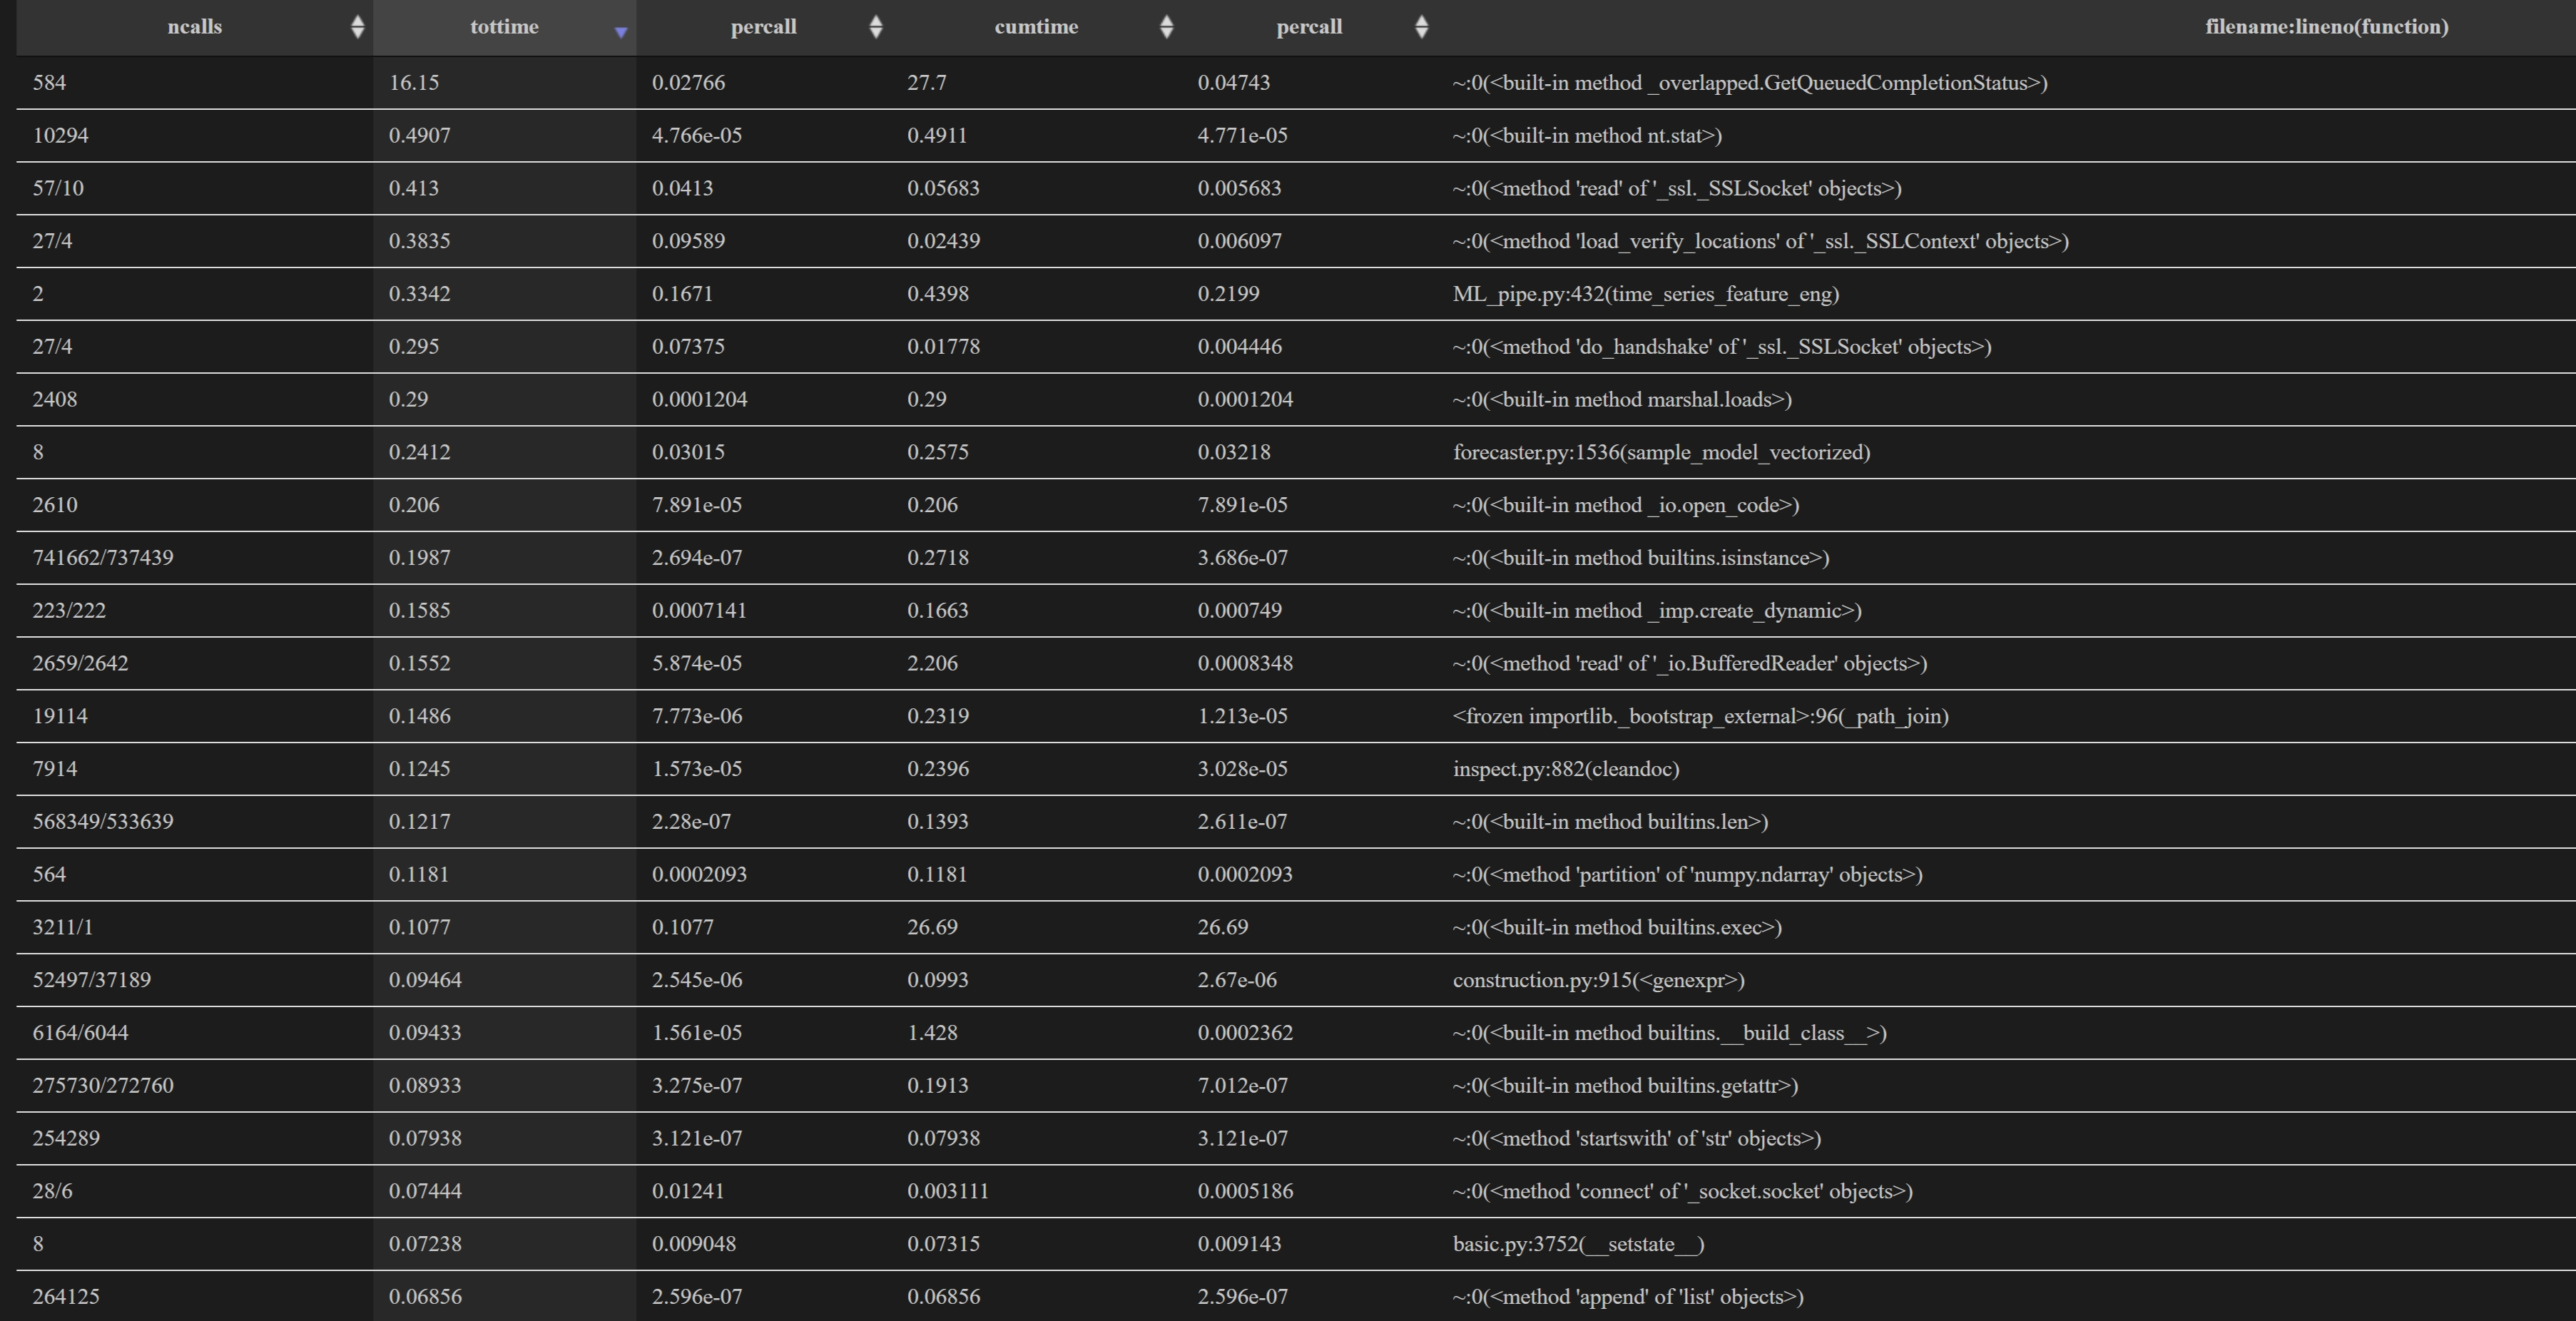 ncalls tottime percall cumtime percall filename:lineno(function)
584 16.15 0.02766 27.7 0.04743 ~:0(<built-in method _overlapped.GetQueuedCompletionStatus>)
10294 0.4907 4.766e-05 0.4911 4.771e-05 ~:0(<built-in method nt.stat>)
57/10 0.413 0.0413 0.05683 0.005683 ~:0(<method 'read' of '_ssl._SSLSocket' objects>)
27/4 0.3835 0.09589 0.02439 0.006097 ~:0(<method 'load_verify_locations' of '_ssl._SSLContext' objects>)
2 0.3342 0.1671 0.4398 0.2199 ML_pipe.py:432(time_series_feature_eng)
27/4 0.295 0.07375 0.01778 0.004446 ~:0(<method 'do_handshake' of '_ssl._SSLSocket' objects>)
2408 0.29 0.0001204 0.29 0.0001204 ~:0(<built-in method marshal.loads>)
8 0.2412 0.03015 0.2575 0.03218 forecaster.py:1536(sample_model_vectorized)
2610 0.206 7.891e-05 0.206 7.891e-05 ~:0(<built-in method _io.open_code>)
741662/737439 0.1987 2.694e-07 0.2718 3.686e-07 ~:0(<built-in method builtins.isinstance>)
223/222 0.1585 0.0007141 0.1663 0.000749 ~:0(<built-in method _imp.create_dynamic>)
2659/2642 0.1552 5.874e-05 2.206 0.0008348 ~:0(<method 'read' of '_io.BufferedReader' objects>)
19114 0.1486 7.773e-06 0.2319 1.213e-05 <frozen importlib._bootstrap_external>:96(_path_join)
7914 0.1245 1.573e-05 0.2396 3.028e-05 inspect.py:882(cleandoc)
568349/533639 0.1217 2.28e-07 0.1393 2.611e-07 ~:0(<built-in method builtins.len>)
564 0.1181 0.0002093 0.1181 0.0002093 ~:0(<method 'partition' of 'numpy.ndarray' objects>)
3211/1 0.1077 0.1077 26.69 26.69 ~:0(<built-in method builtins.exec>)
52497/37189 0.09464 2.545e-06 0.0993 2.67e-06 construction.py:915(<genexpr>)
6164/6044 0.09433 1.561e-05 1.428 0.0002362 ~:0(<built-in method builtins.__build_class__>)
275730/272760 0.08933 3.275e-07 0.1913 7.012e-07 ~:0(<built-in method builtins.getattr>)
254289 0.07938 3.121e-07 0.07938 3.121e-07 ~:0(<method 'startswith' of 'str' objects>)
28/6 0.07444 0.01241 0.003111 0.0005186 ~:0(<method 'connect' of '_socket.socket' objects>)
8 0.07238 0.009048 0.07315 0.009143 basic.py:3752(__setstate__)
264125 0.06856 2.596e-07 0.06856 2.596e-07 ~:0(<method 'append' of 'list' objects>)